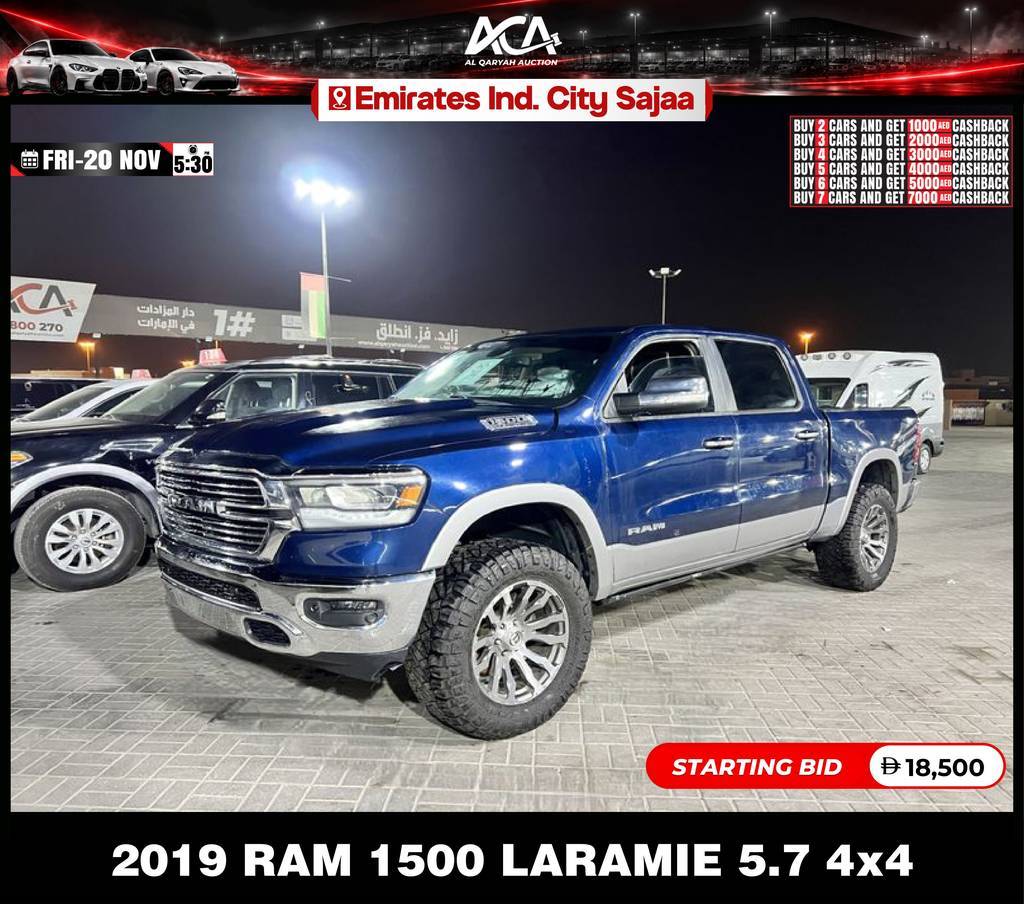 ACA
AL QARYAH AUCTION
Emirates Ind. City Sajaa
FRI-20 NOV 5:30
BUY 2 CARS AND GET 1000 AED CASHBACK
BUY 3 CARS AND GET 2000 AED CASHBACK
BUY 4 CARS AND GET 3000 AED CASHBACK
BUY 5 CARS AND GET 4000 AED CASHBACK
BUY 6 CARS AND GET 5000 AED CASHBACK
BUY 7 CARS AND GET 7000 AED CASHBACK
ACA
800 270
دار المزادات
في الإمارات
#1
زايد. فز. انطلق
RAM
RAM
STARTING BID 18,500
2019 RAM 1500 LARAMIE 5.7 4x4